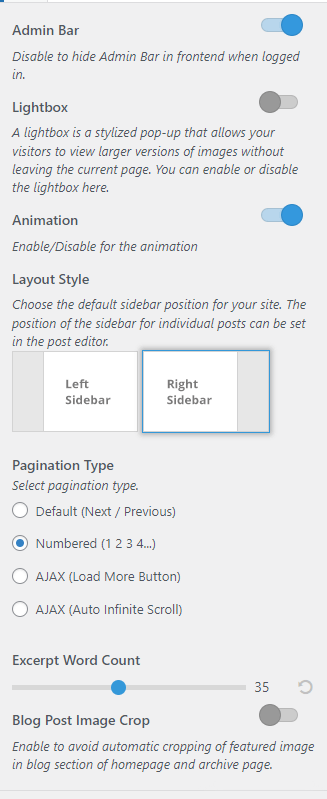 Admin Bar
Disable to hide Admin Bar in frontend when logged
in.
Lightbox
A lightbox is a stylized pop-up that allows your
visitors to view larger versions of images without
leaving the current page. You can enable or disable
the lightbox here.
Animation
Enable/Disable for the animation
Layout Style
Choose the default sidebar position for your site. The
position of the sidebar for individual posts can be set
in the post editor.
Left
Sidebar
Right
Sidebar
Pagination Type
Select pagination type.
Default (Next / Previous)
Numbered (1 2 3 4...)
AJAX (Load More Button)
AJAX (Auto Infinite Scroll)
Excerpt Word Count
35
Blog Post Image Crop
Enable to avoid automatic cropping of featured image
in blog section of homepage and archive page.